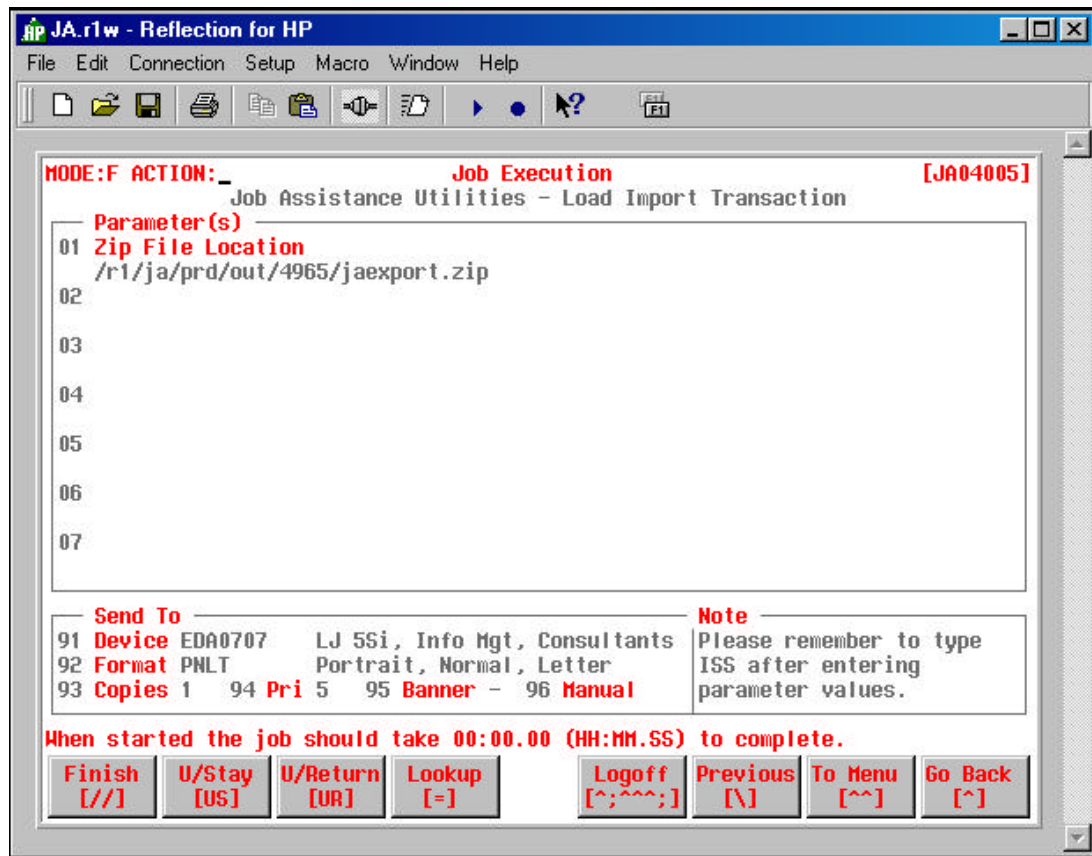 JA.r1w - Reflection for HP
File Edit Connection Setup Macro Window Help
MODE:F ACTION:_ Job Execution [JA04005]
Job Assistance Utilities - Load Import Transaction
Parameter(s)
01 Zip File Location
/r1/ja/prd/out/4965/jaexport.zip
02
03
04
05
06
07
Send To Note
91 Device EDA0707 LJ 5Si, Info Mgt, Consultants Please remember to type
92 Format PNLT Portrait, Normal, Letter ISS after entering
93 Copies 1 94 Pri 5 95 Banner - 96 Manual parameter values.
When started the job should take 00:00.00 (HH:MM.SS) to complete.
Finish U/Stay U/Return Lookup Logoff Previous To Menu Go Back
[//] [US] [UR] [=] [^;^^^;] [\] [^^] [^]